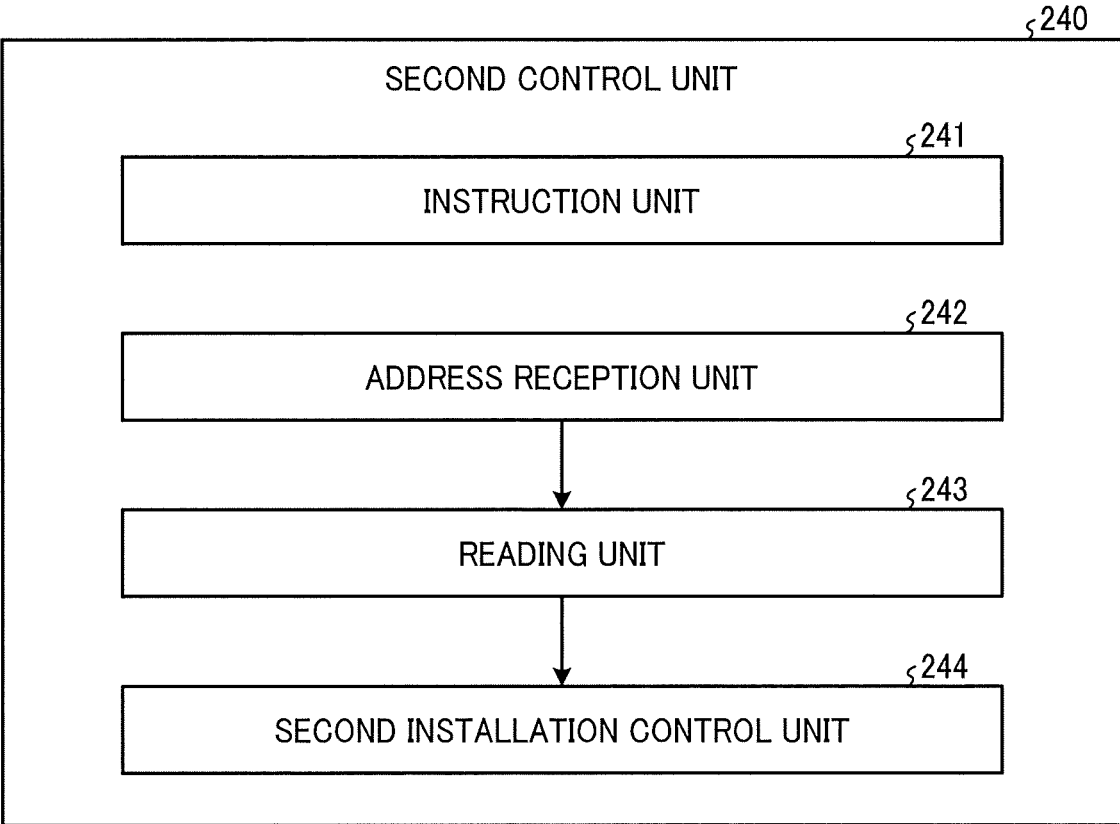 240
SECOND CONTROL UNIT
241
INSTRUCTION UNIT
242
ADDRESS RECEPTION UNIT
243
READING UNIT
244
SECOND INSTALLATION CONTROL UNIT